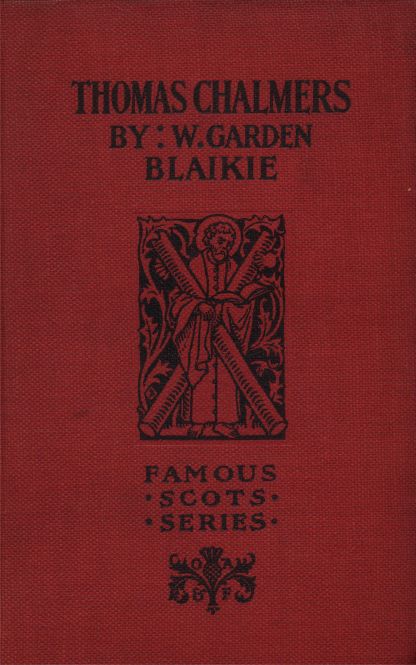 THOMAS CHALMERS
BY : W. GARDEN
BLAIKIE
FAMOUS
· SCOTS ·
· SERIES ·
O A
& F